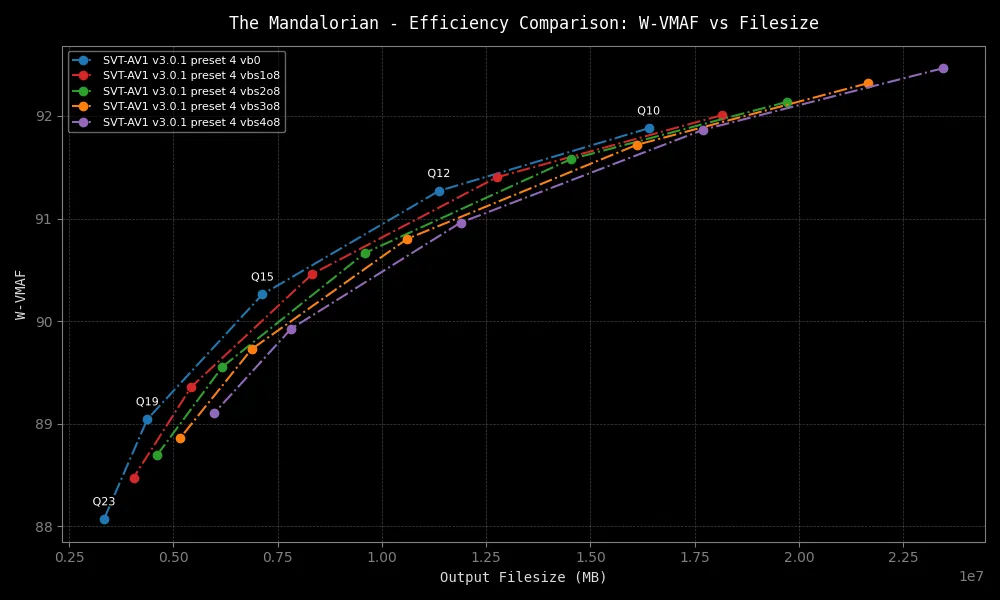 The Mandalorian - Efficiency Comparison: W-VMAF vs Filesize
SVT-AV1 v3.0.1 preset 4 vb0
SVT-AV1 v3.0.1 preset 4 vbs1o8
SVT-AV1 v3.0.1 preset 4 vbs2o8
SVT-AV1 v3.0.1 preset 4 vbs3o8
SVT-AV1 v3.0.1 preset 4 vbs4o8
Q10
Q12
Q15
Q19
Q23
92
91
90
89
88
W-VMAF
0.25
0.50
0.75
1.00
1.25
1.50
1.75
2.00
2.25
1e7
Output Filesize (MB)